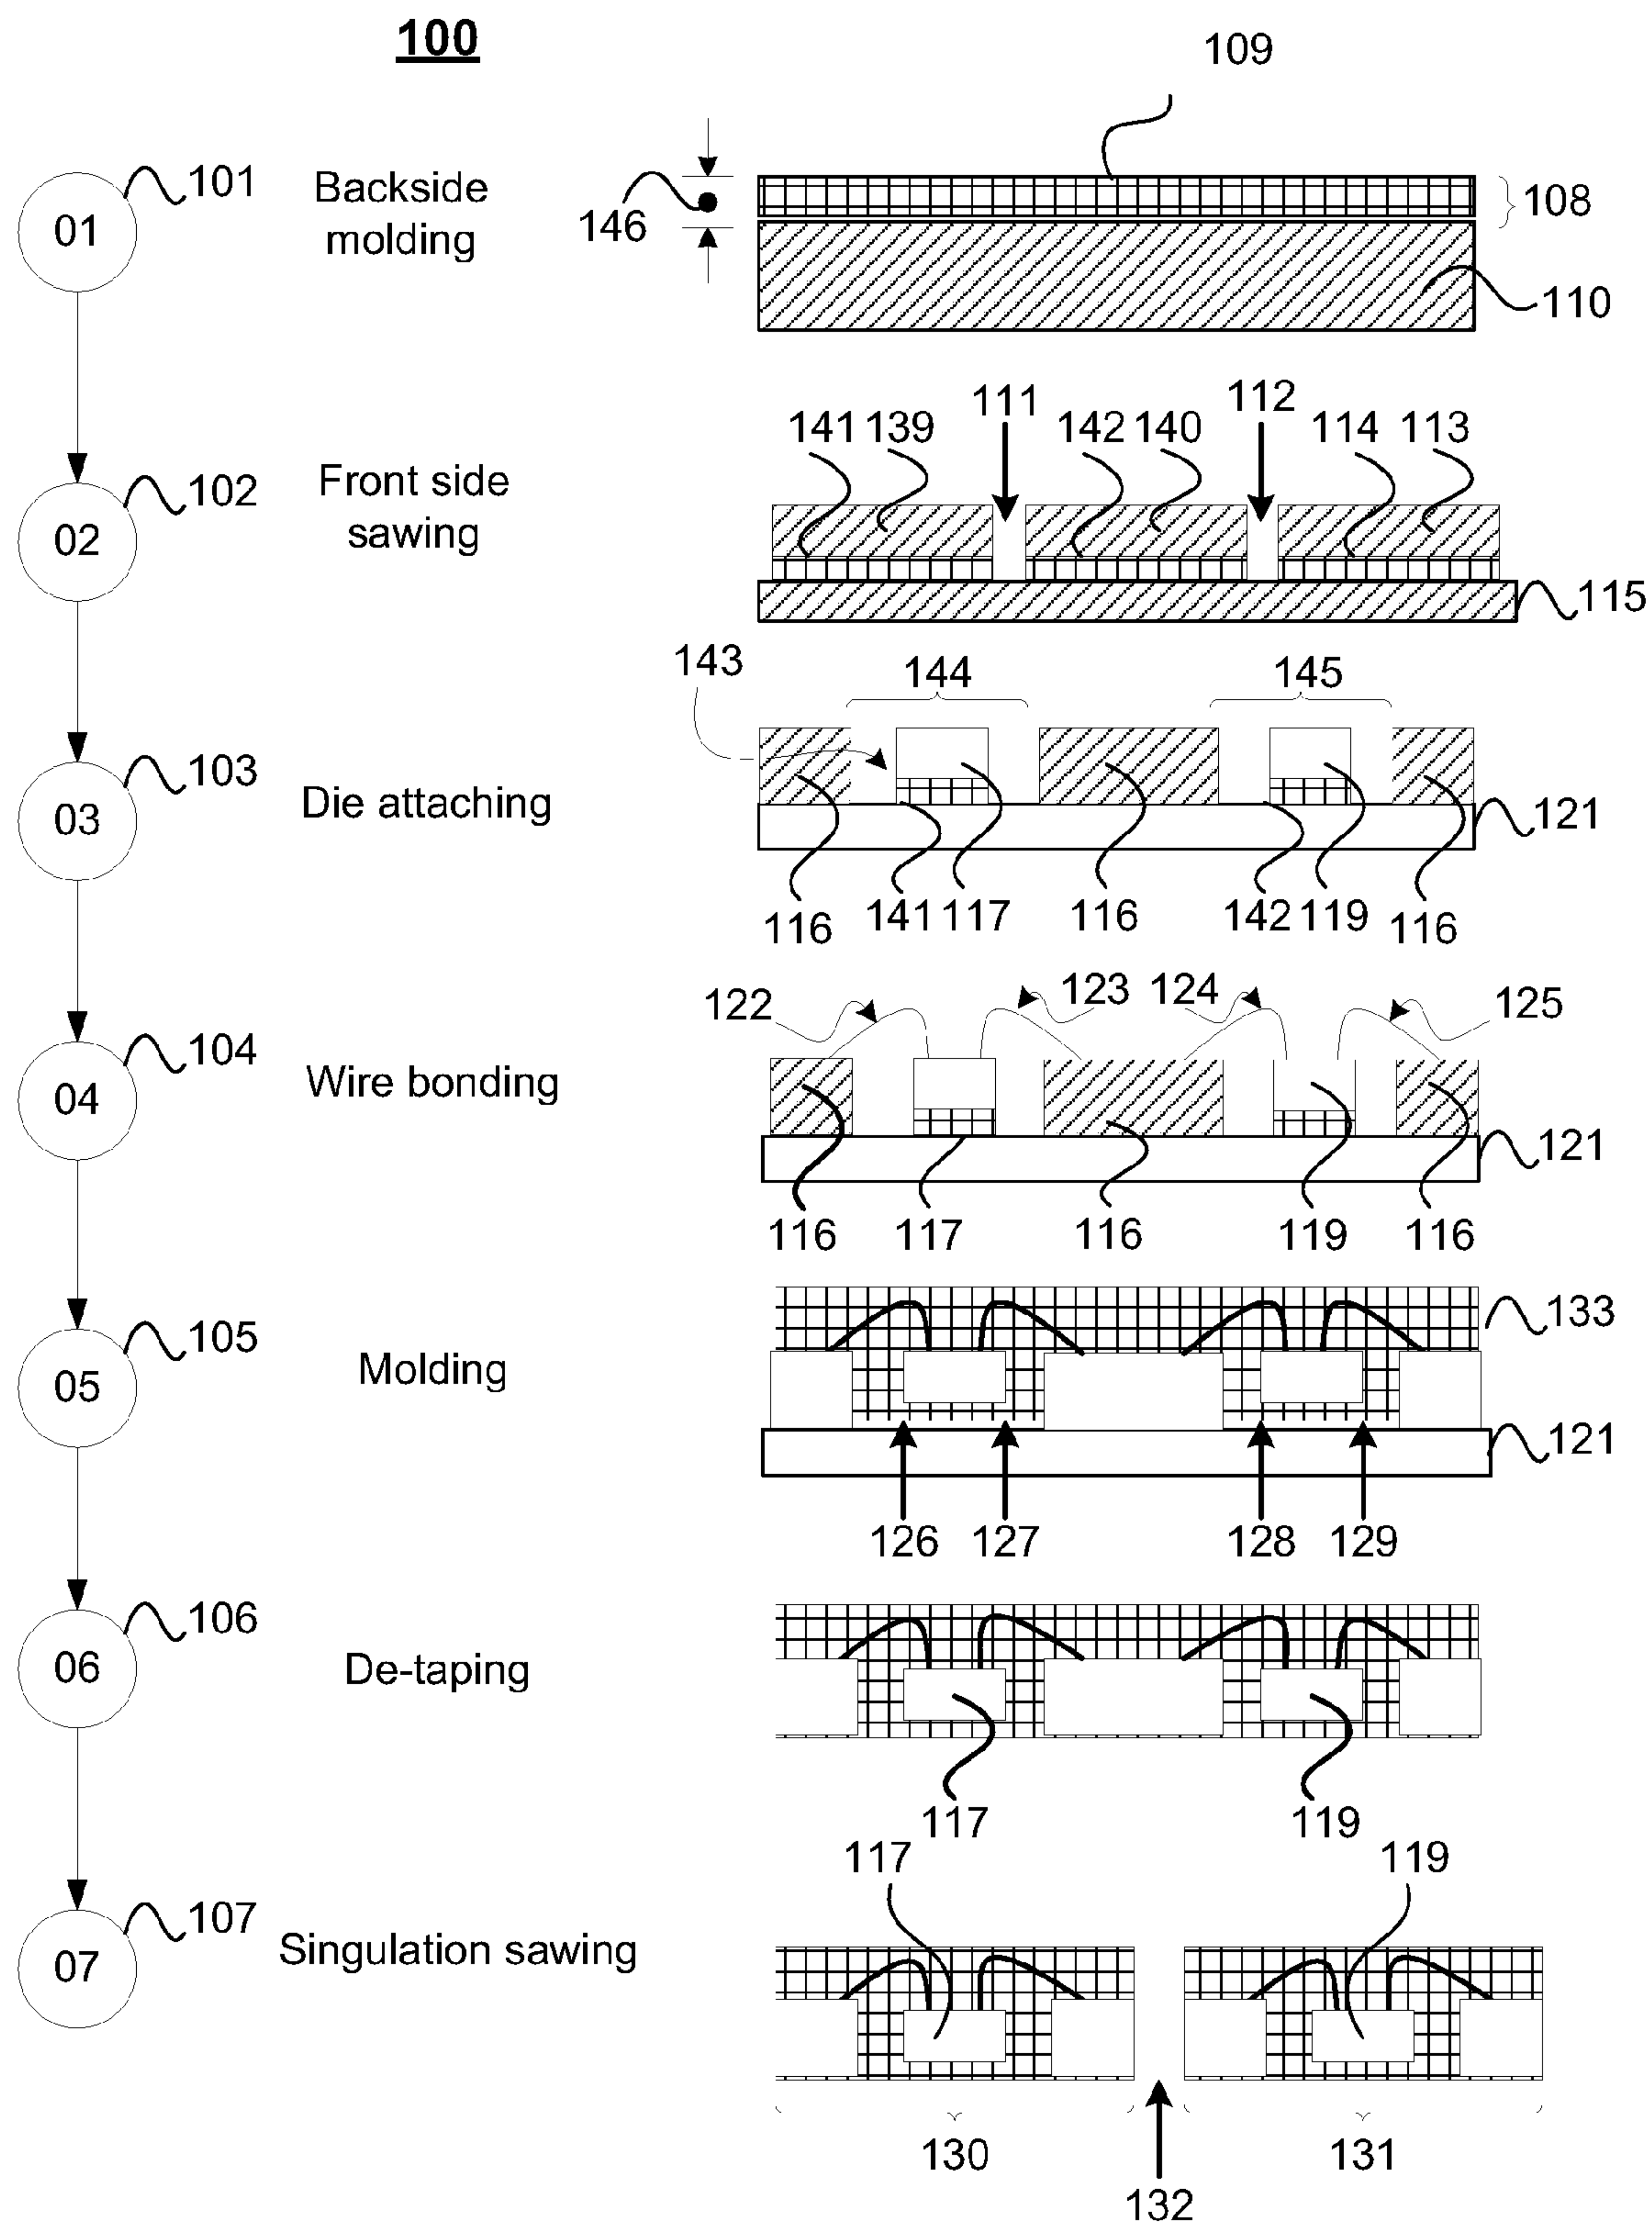 100
109
01
101
Backside
molding
146
108
110
02
102
Front side
sawing
141 139 111 142 140 112 114 113
115
03
103
Die attaching
143 144 145
121
116 141 117 116 142 119 116
04
104
Wire bonding
122 123 124 125
121
116 117 116 119 116
05
105
Molding
133
121
126 127 128 129
06
106
De-taping
117 119
07
107
Singulation sawing
117 119
130 131
132